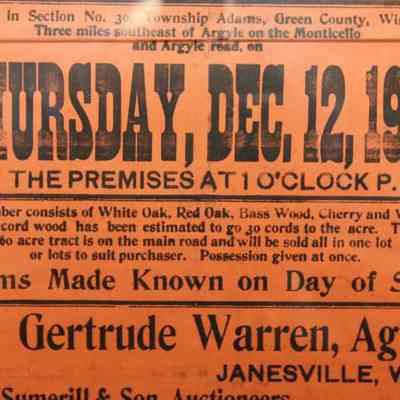 in Section No. 30, Township Adams, Green County, Wis
Three miles southeast of Argyle on the Monticello
and Argyle road, on
HURSDAY, DEC. 12, 19
THE PREMISES AT 1 O'CLOCK P.
ber consists of White Oak, Red Oak, Bass Wood, Cherry and W
cord wood has been estimated to go 30 cords to the acre. T
60 acre tract is on the main road and will be sold all in one lot
or lots to suit purchaser. Possession given at once.
ms Made Known on Day of S
Gertrude Warren, Ag
JANESVILLE, W
Sumerill & Son, Auctioneers